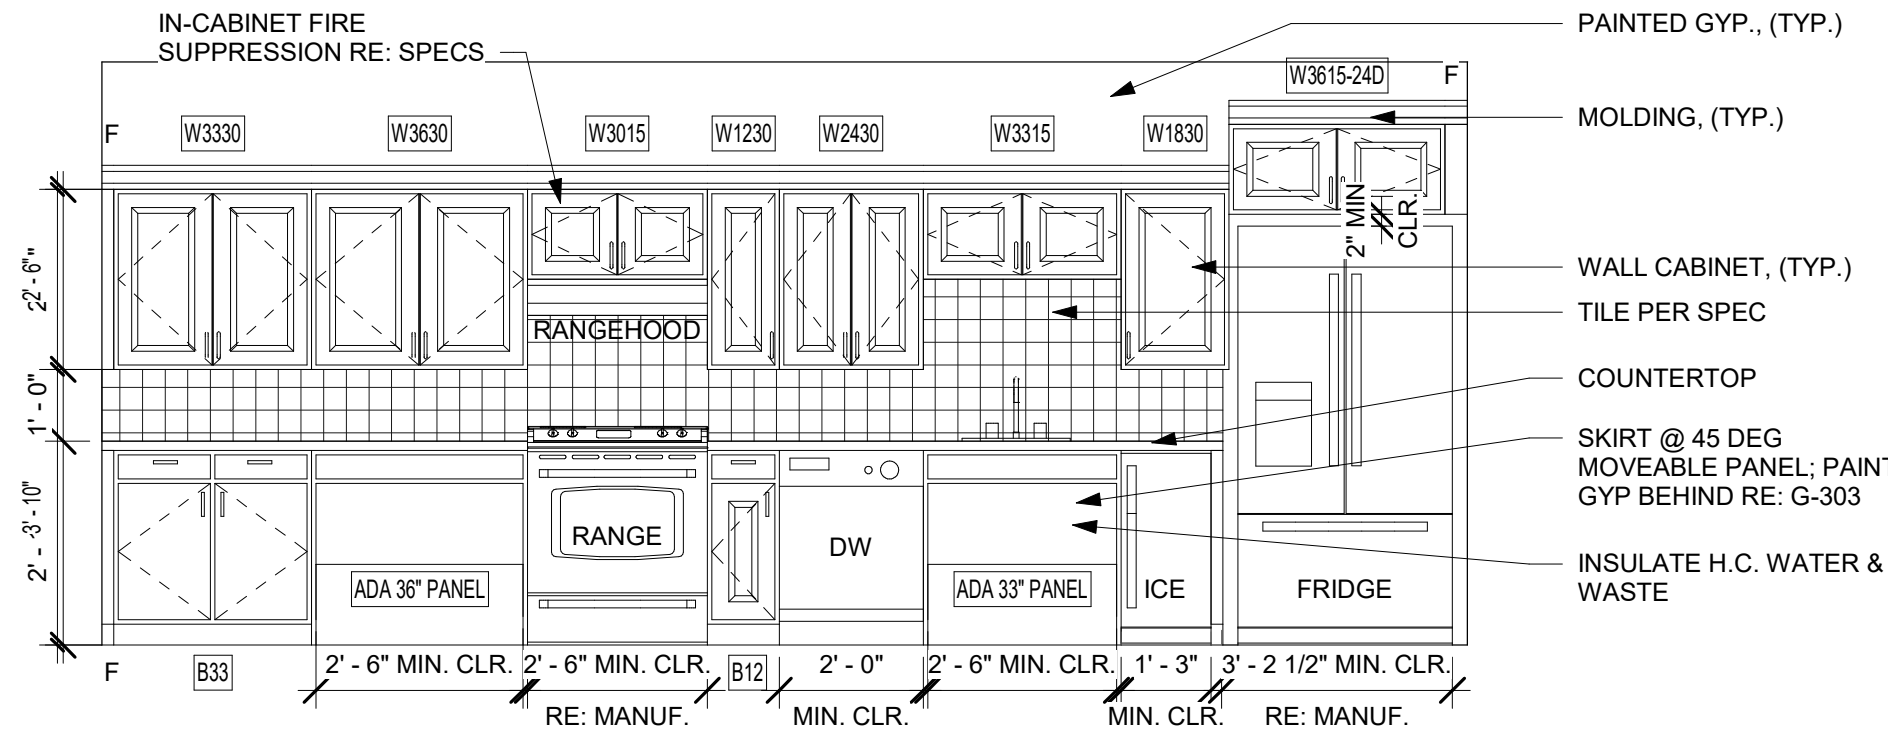 IN-CABINET FIRE
SUPPRESSION RE: SPECS
PAINTED GYP., (TYP.)
W3615-24D
F
MOLDING, (TYP.)
F
W3330
W3630
W3015
W1230
W2430
W3315
W1830
2" MIN
CLR.
WALL CABINET, (TYP.)
2' - 6"
TILE PER SPEC
RANGEHOOD
COUNTERTOP
1' - 0"
SKIRT @ 45 DEG
MOVEABLE PANEL; PAINT
GYP BEHIND RE: G-303
2' - 10"
RANGE
DW
INSULATE H.C. WATER &
WASTE
ADA 36" PANEL
ADA 33" PANEL
ICE
FRIDGE
F
B33
2' - 6" MIN. CLR.
2' - 6" MIN. CLR.
B12
2' - 0"
2' - 6" MIN. CLR.
1' - 3"
3' - 2 1/2" MIN. CLR.
RE: MANUF.
MIN. CLR.
MIN. CLR.
RE: MANUF.